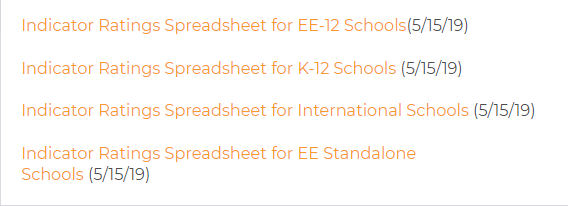 Indicator Ratings Spreadsheet for EE-12 Schools(5/15/19)
Indicator Ratings Spreadsheet for K-12 Schools (5/15/19)
Indicator Ratings Spreadsheet for International Schools (5/15/19)
Indicator Ratings Spreadsheet for EE Standalone
Schools (5/15/19)